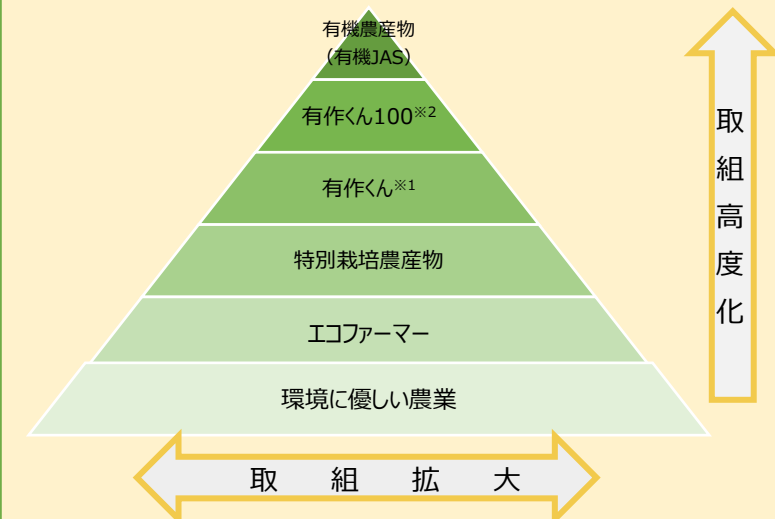 有機農産物
（有機JAS）
有作くん100※2
有作くん※1
特別栽培農産物
エコファーマー
環境に優しい農業
取組高度化
取組拡大